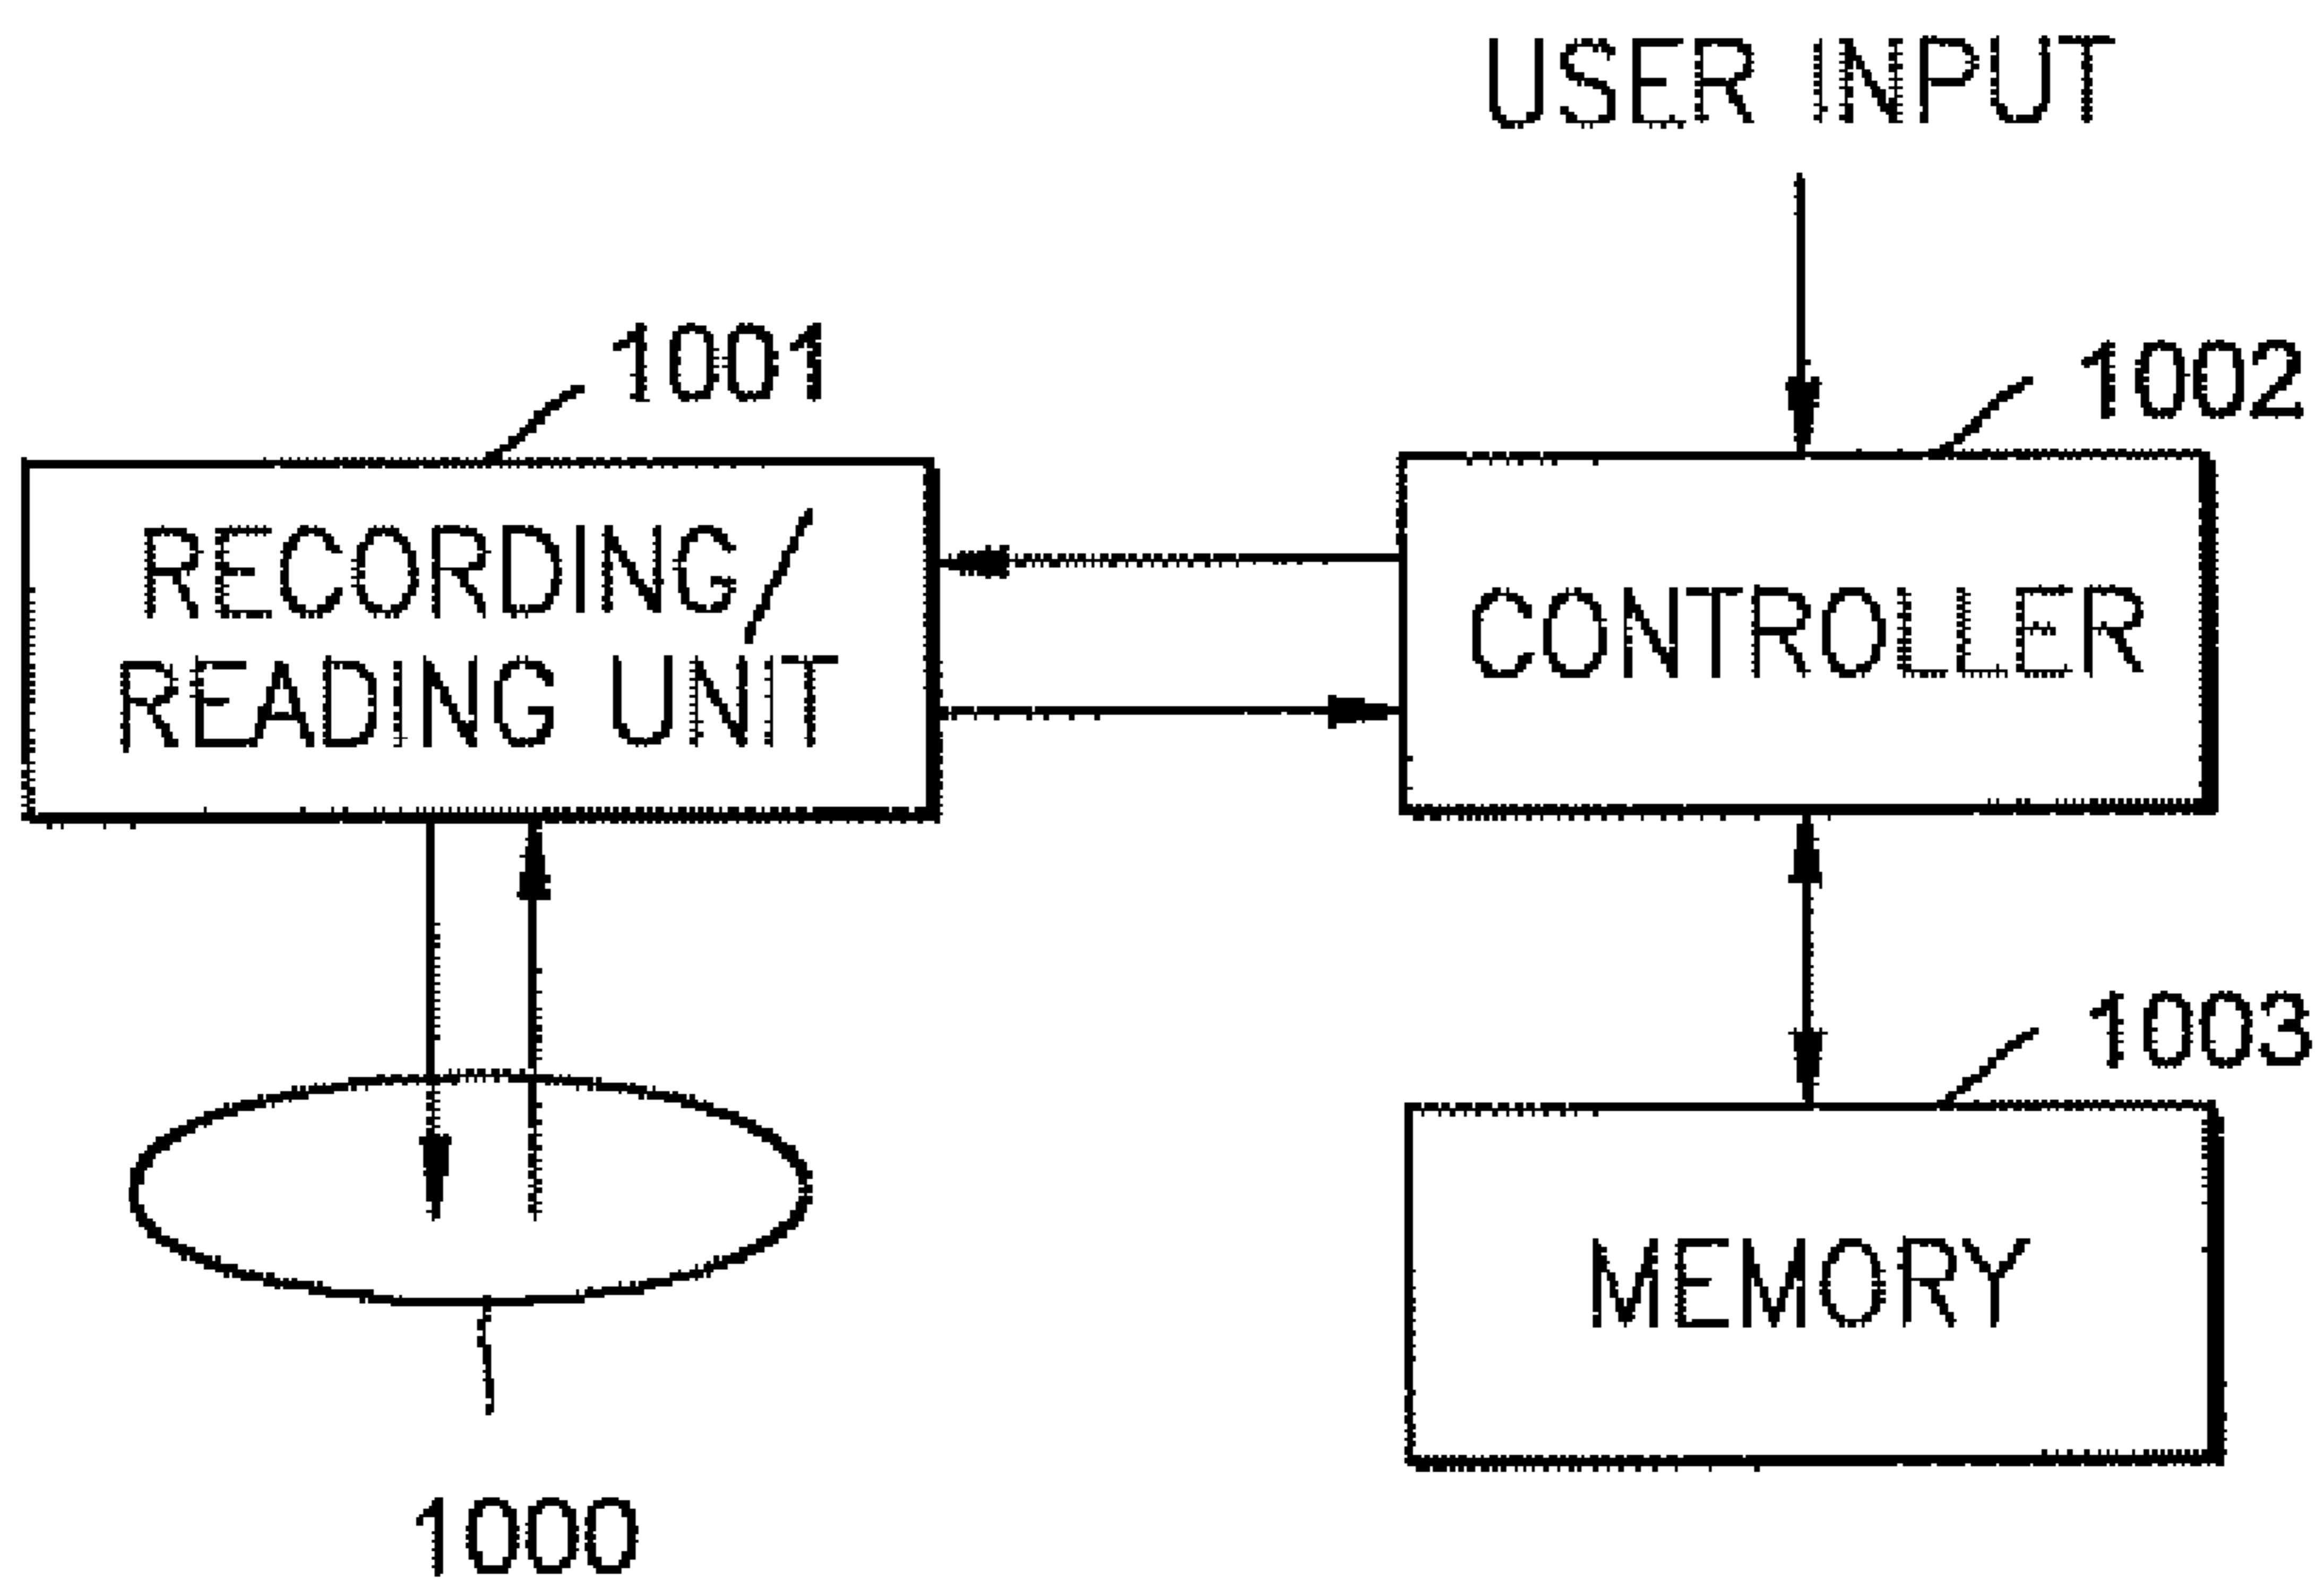 USER INPUT
1001
1002
RECORDING/
READING UNIT
CONTROLLER
1003
MEMORY
1000